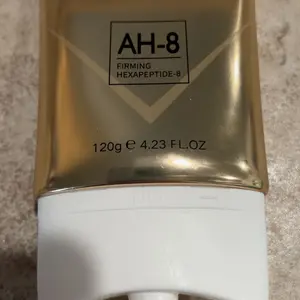 AH-8
FIRMING
HEXAPEPTIDE-8
120g ℮ 4.23 FL.OZ